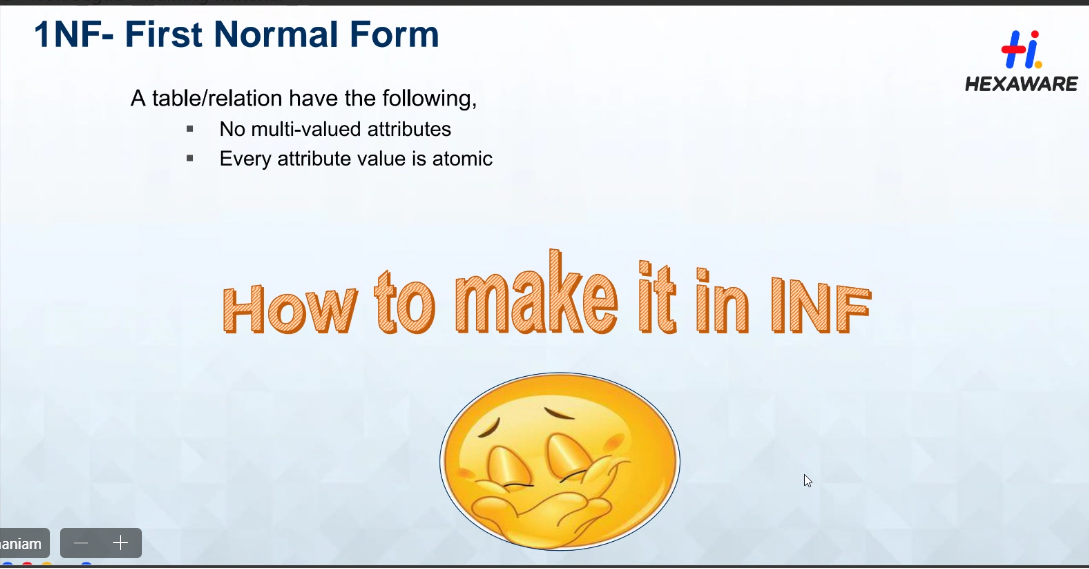 1NF- First Normal Form
HEXAWARE
A table/relation have the following,
No multi-valued attributes
Every attribute value is atomic
How to make it in INF
aniam